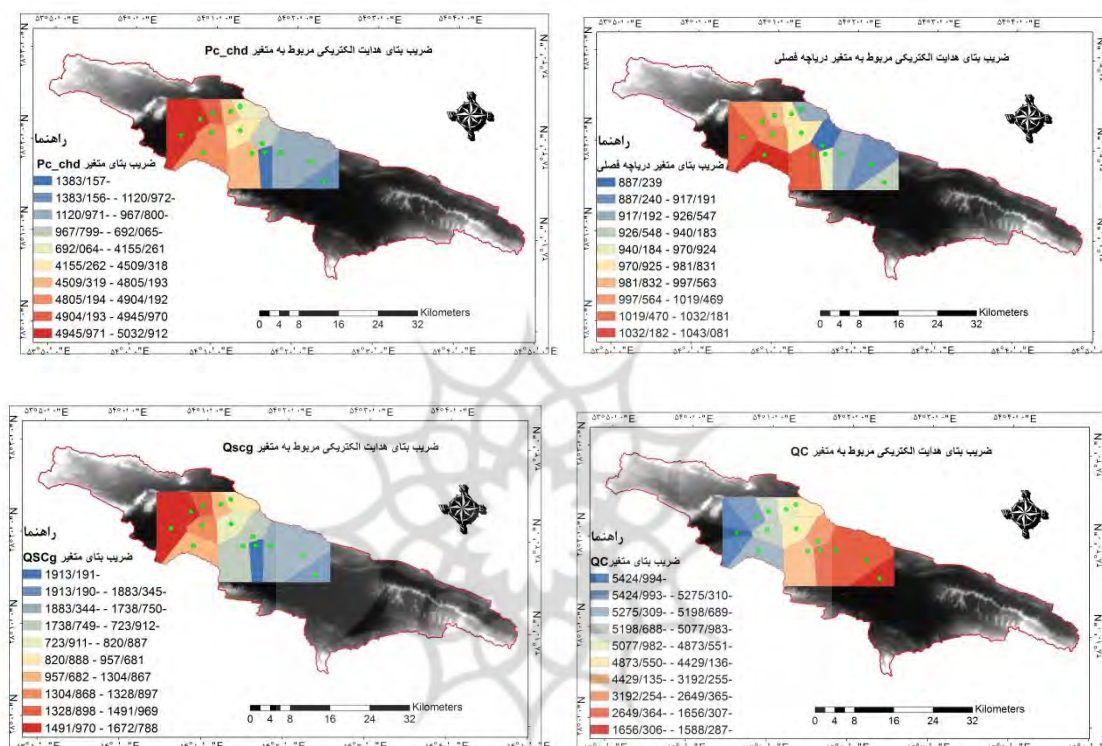 ضریب بتای هدایت الکتریکی مربوط به متغیر Pc_chd
راهنما
ضریب بتای متغیر Pc_chd
1383/157-
1383/156- - 1120/972-
1120/971- - 967/800-
967/799- - 692/065-
692/064- - 4155/261
4155/262 - 4509/318
4509/319 - 4805/193
4805/194 - 4904/192
4904/193 - 4945/970
4945/971 - 5032/912
0 2 4 8 16 24 32
Kilometers
ضریب بتای هدایت الکتریکی مربوط به متغیر دریاچه فصلی
راهنما
ضریب بتای متغیر دریاچه فصلی
887/239
887/240 - 917/191
917/192 - 926/547
926/548 - 940/183
940/184 - 970/924
970/925 - 981/831
981/832 - 997/563
997/564 - 1019/469
1019/470 - 1032/181
1032/182 - 1043/081
0 2 4 8 16 24 32
Kilometers
ضریب بتای هدایت الکتریکی مربوط به متغیر Qscg
راهنما
ضریب بتای متغیر QSCg
1913/191-
1913/190- - 1883/345-
1883/344- - 1738/750-
1738/749- - 723/912-
723/911- - 820/887
820/888 - 957/681
957/682 - 1304/867
1304/868 - 1328/897
1328/898 - 1491/969
1491/970 - 1672/788
0 2 4 8 16 24 32
Kilometers
ضریب بتای هدایت الکتریکی مربوط به متغیر QC
راهنما
ضریب بتای متغیر QC
5424/994-
5424/993- - 5275/310-
5275/309- - 5198/689-
5198/688- - 5077/983-
5077/982- - 4873/551-
4873/550- - 4429/136-
4429/135- - 3192/255-
3192/254- - 2649/365-
2649/364- - 1656/307-
1656/306- - 1588/287-
0 2 4 8 16 24 32
Kilometers